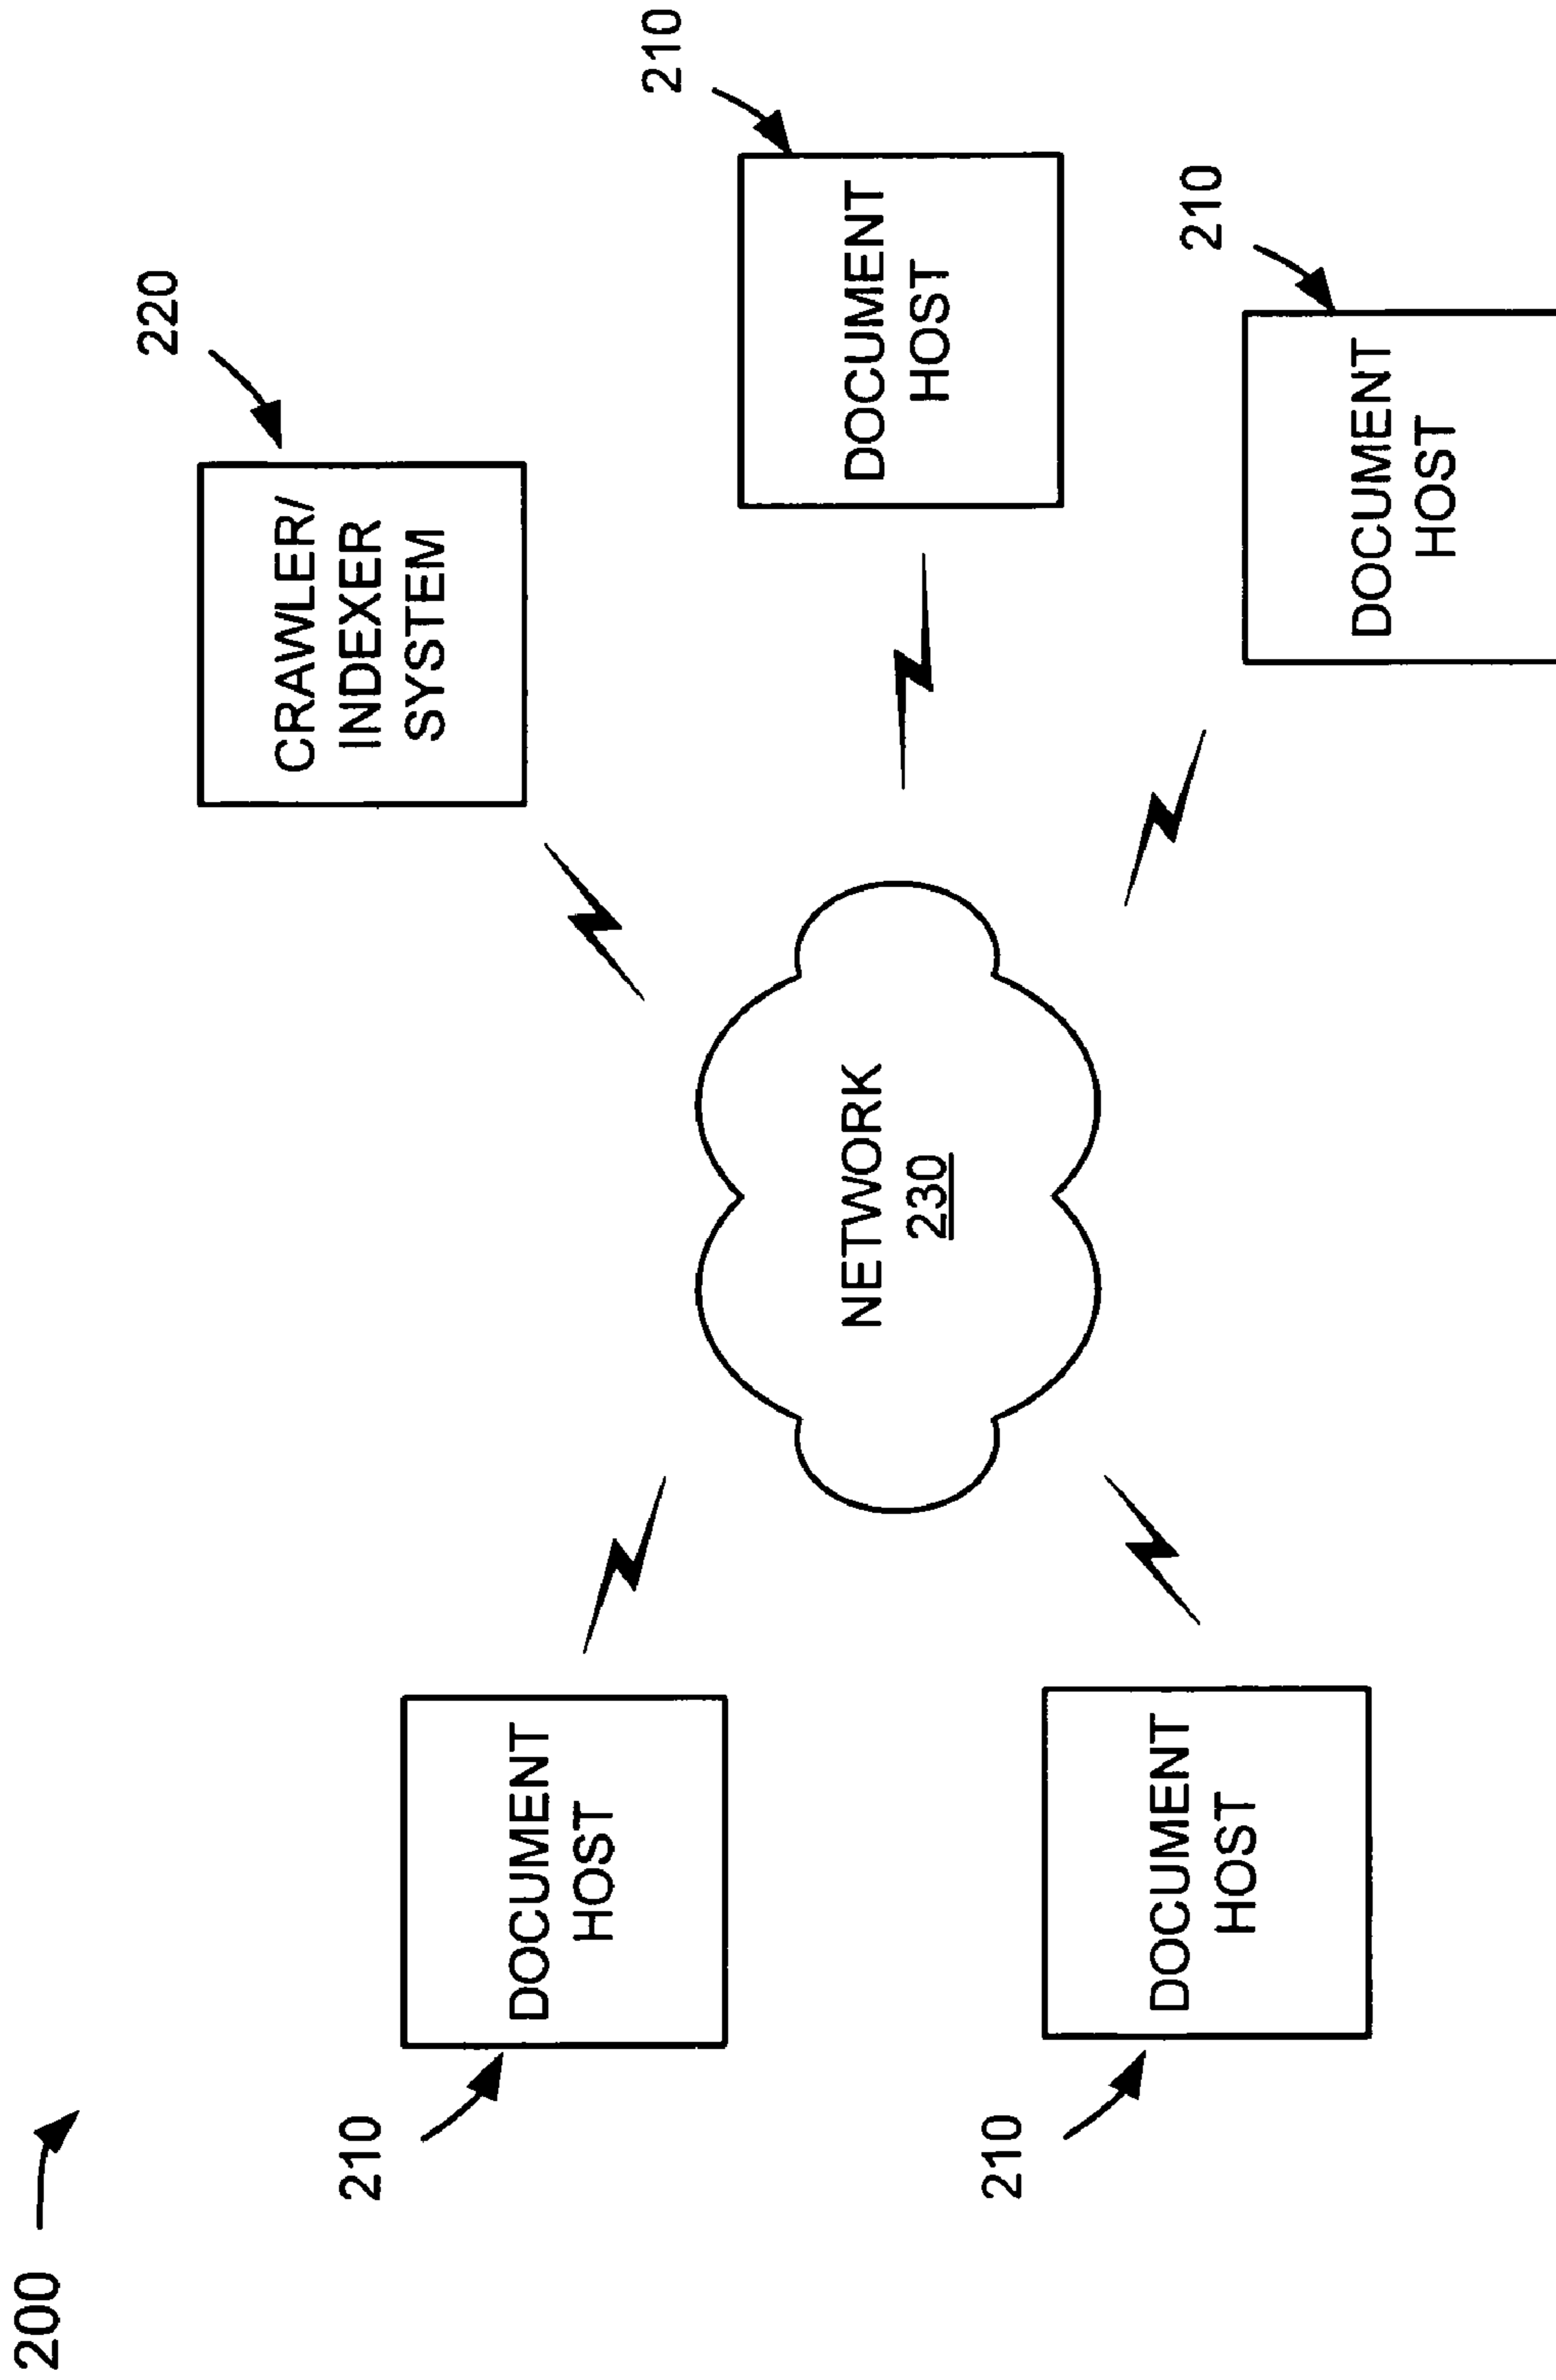 200
210
DOCUMENT
HOST
210
DOCUMENT
HOST
NETWORK
230
220
CRAWLER/
INDEXER
SYSTEM
210
DOCUMENT
HOST
210
DOCUMENT
HOST